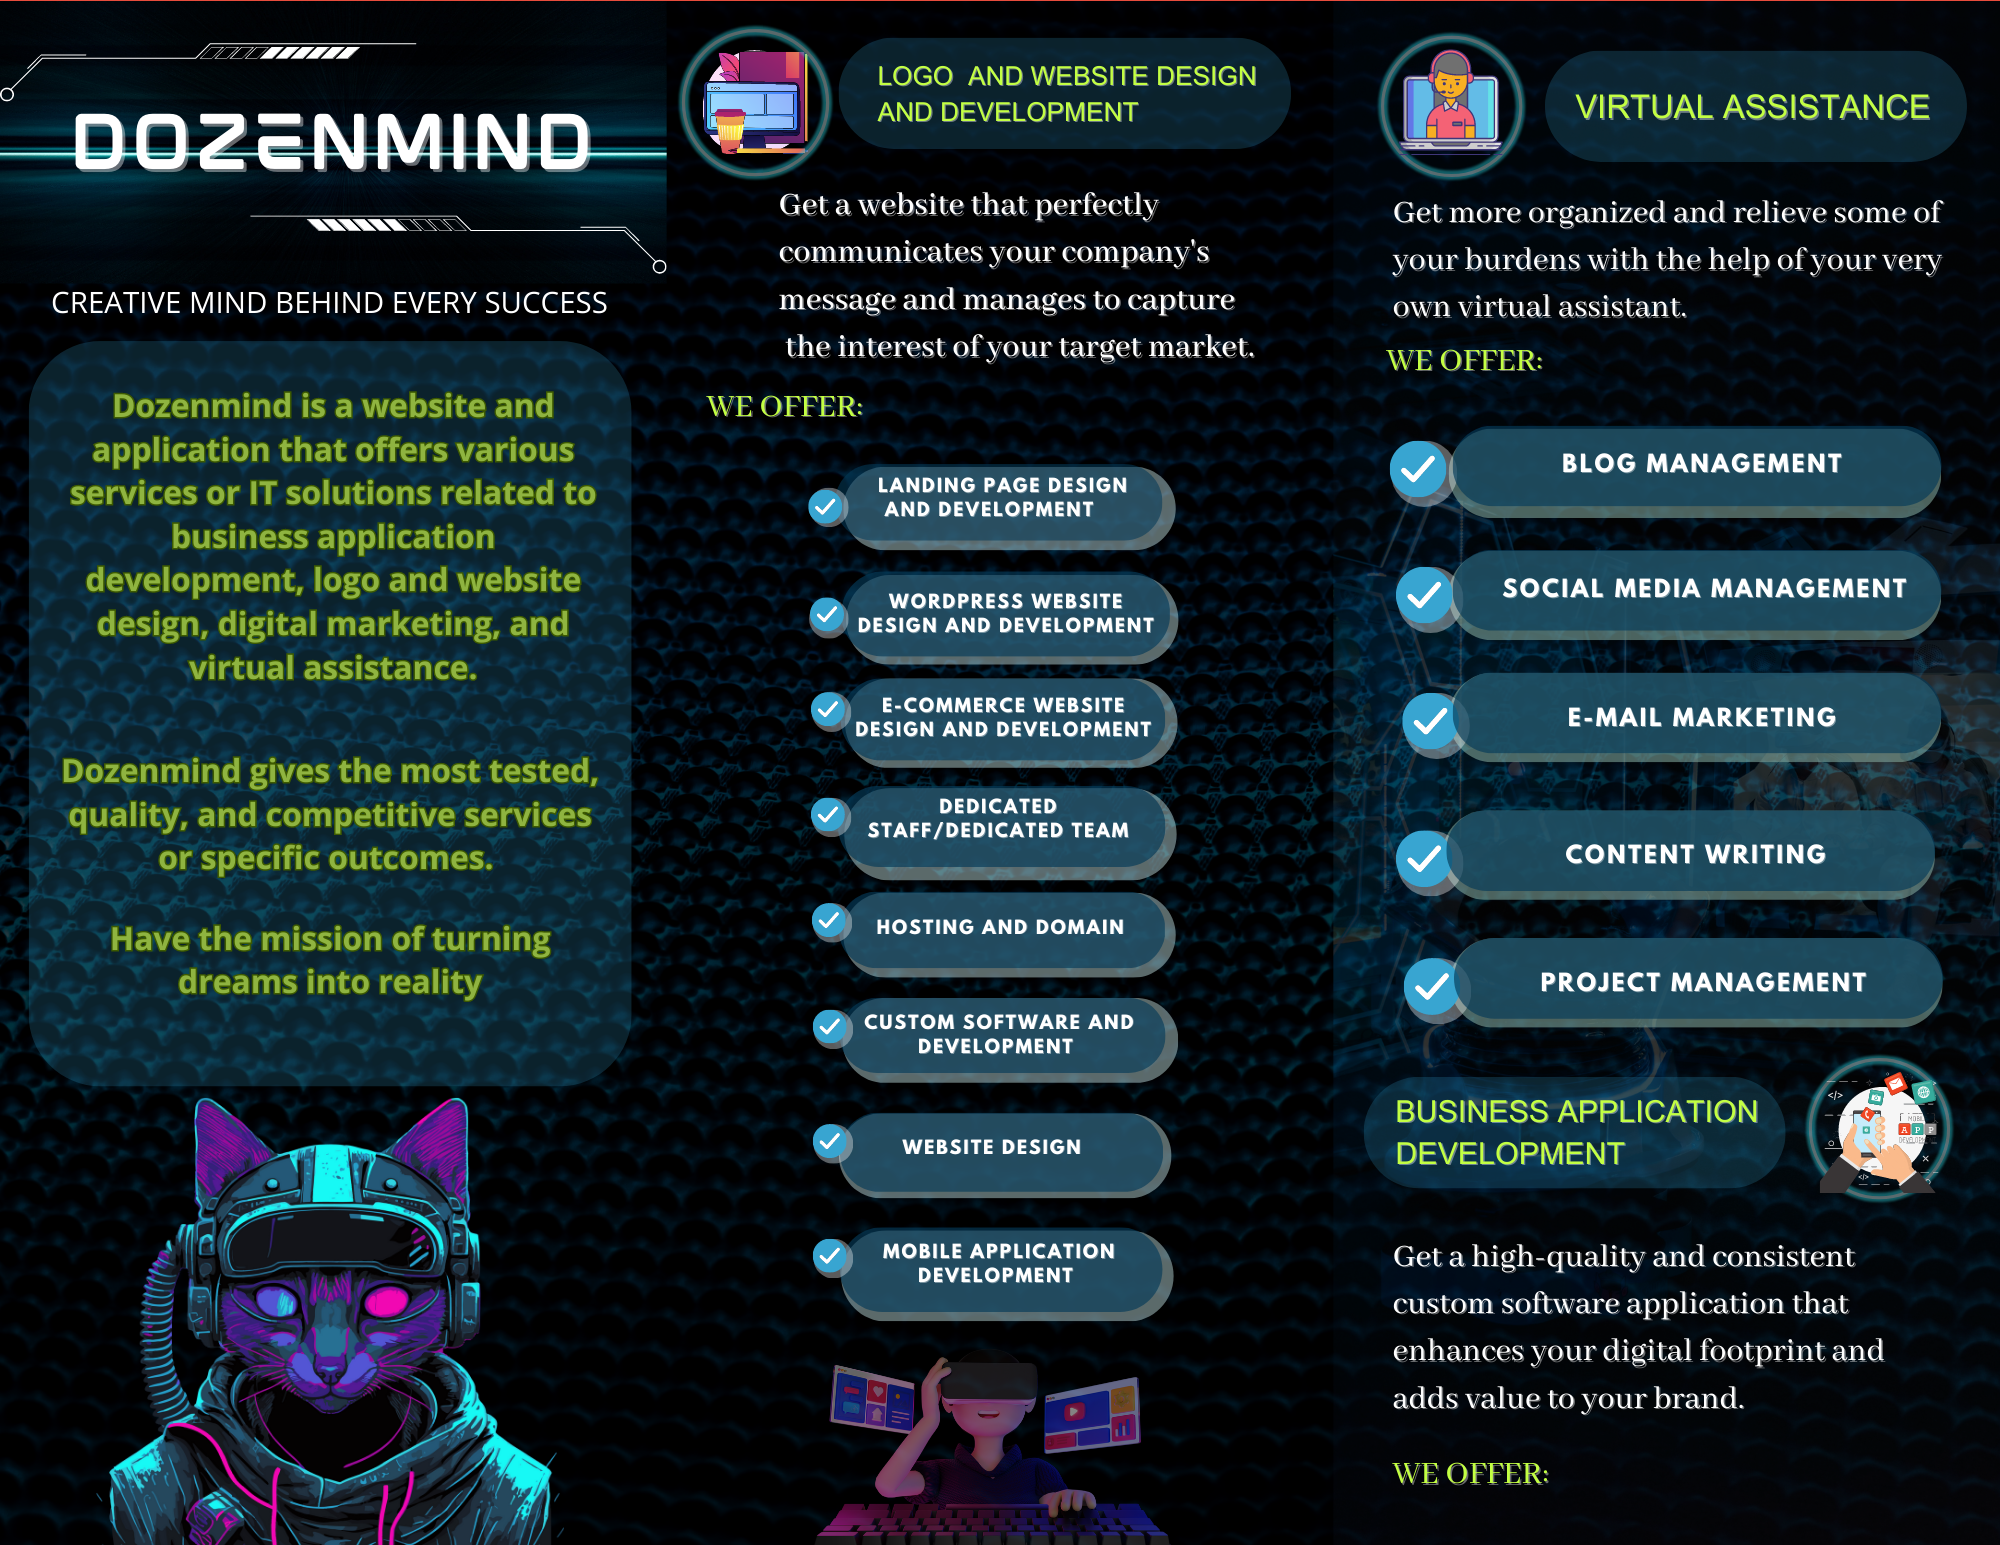 DOZENMIND
CREATIVE MIND BEHIND EVERY SUCCESS
Dozenmind is a website and
application that offers various
services or IT solutions related to
business application
development, logo and website
design, digital marketing, and
virtual assistance.
Dozenmind gives the most tested,
quality, and competitive services
or specific outcomes.
Have the mission of turning
dreams into reality
LOGO AND WEBSITE DESIGN
AND DEVELOPMENT
Get a website that perfectly
communicates your company's
message and manages to capture
the interest of your target market.
WE OFFER:
LANDING PAGE DESIGN
AND DEVELOPMENT
WORDPRESS WEBSITE
DESIGN AND DEVELOPMENT
E-COMMERCE WEBSITE
DESIGN AND DEVELOPMENT
DEDICATED
STAFF/DEDICATED TEAM
HOSTING AND DOMAIN
CUSTOM SOFTWARE AND
DEVELOPMENT
WEBSITE DESIGN
MOBILE APPLICATION
DEVELOPMENT
VIRTUAL ASSISTANCE
Get more organized and relieve some of
your burdens with the help of your very
own virtual assistant.
WE OFFER:
BLOG MANAGEMENT
SOCIAL MEDIA MANAGEMENT
E-MAIL MARKETING
CONTENT WRITING
PROJECT MANAGEMENT
BUSINESS APPLICATION
DEVELOPMENT
</>
APP
</>
Get a high-quality and consistent
custom software application that
enhances your digital footprint and
adds value to your brand.
WE OFFER: